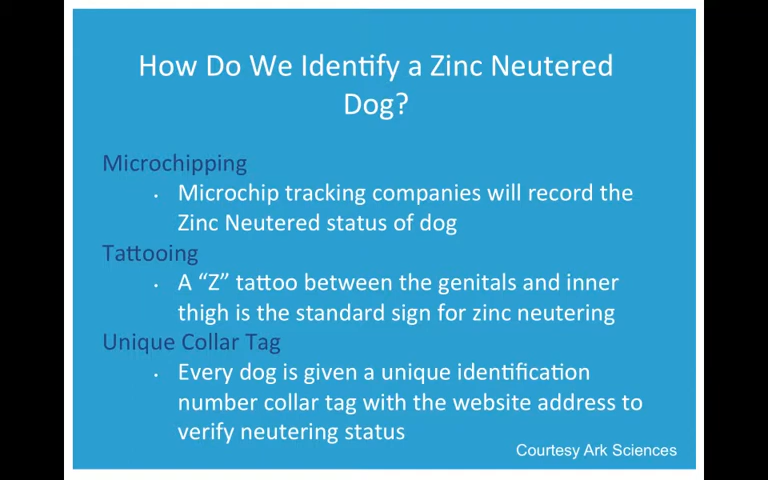 How Do We Identify a Zinc Neutered
Dog?
Microchipping
• Microchip tracking companies will record the
Zinc Neutered status of dog
Tattooing
• A “Z” tattoo between the genitals and inner
thigh is the standard sign for zinc neutering
Unique Collar Tag
• Every dog is given a unique identification
number collar tag with the website address to
verify neutering status
Courtesy Ark Sciences